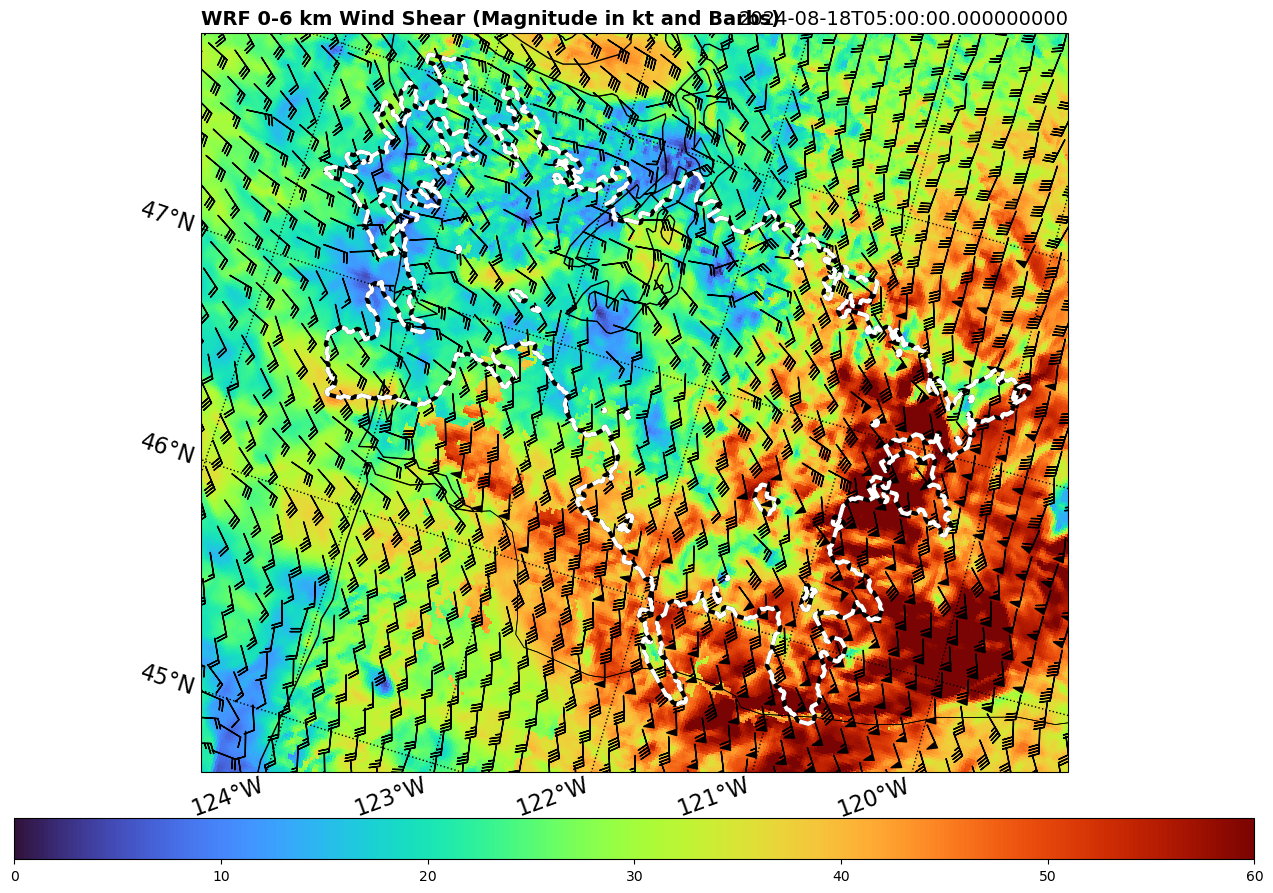 WRF 0-6 km Wind Shear (Magnitude in kt and Barbs) 2024-08-18T05:00:00.000000000
47°N
46°N
45°N
124°W 123°W 122°W 121°W 120°W
0 10 20 30 40 50 60